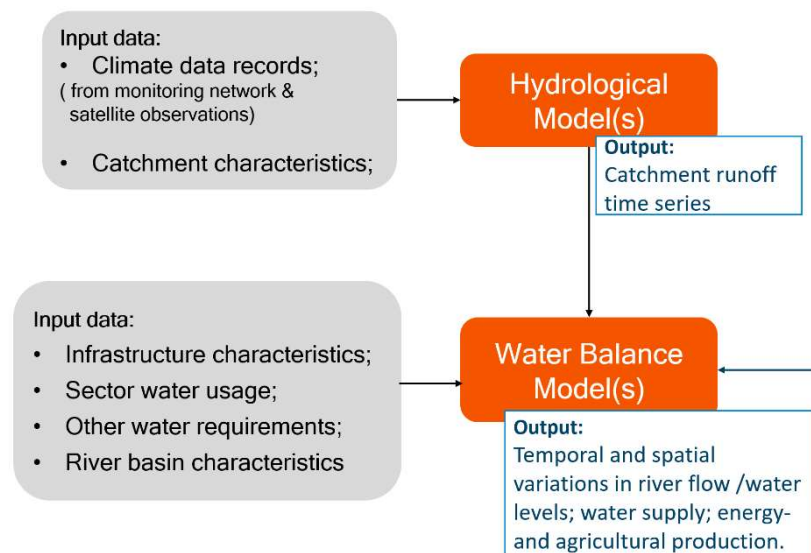 Input data:
• Climate data records;
( from monitoring network &
satellite observations)
• Catchment characteristics;
Hydrological
Model(s)
Output:
Catchment runoff
time series
Input data:
• Infrastructure characteristics;
• Sector water usage;
• Other water requirements;
• River basin characteristics
Water Balance
Model(s)
Output:
Temporal and spatial
variations in river flow /water
levels; water supply; energy-
and agricultural production.